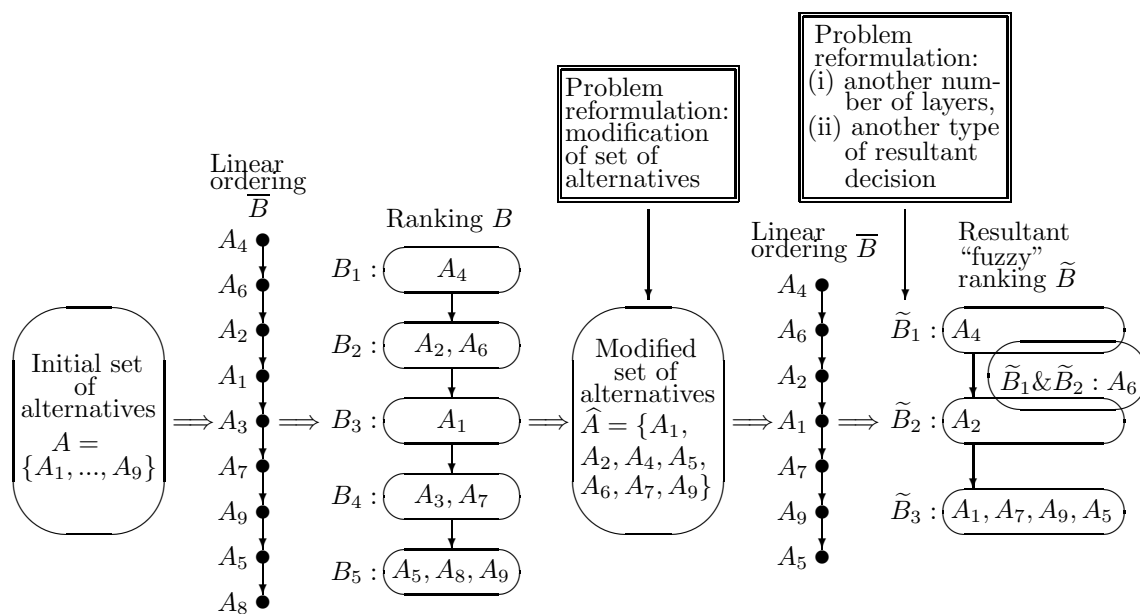 Initial set
of
alternatives
A =
{A₁, ..., A₉}
⟹
Linear
ordering
B̅
A₄
A₆
A₂
A₁
A₃
A₇
A₉
A₅
A₈
⟹
Ranking B
B₁ : A₄
B₂ : A₂, A₆
B₃ : A₁
B₄ : A₃, A₇
B₅ : A₅, A₈, A₉
⟹
Problem
reformulation:
modification
of set of
alternatives
Modified
set of
alternatives
Â = {A₁,
A₂, A₄, A₅,
A₆, A₇, A₉}
⟹
Linear
ordering B̅
A₄
A₆
A₂
A₁
A₇
A₉
A₅
⟹
Problem
reformulation:
(i) another num-
ber of layers,
(ii) another type
of resultant
decision
Resultant
“fuzzy”
ranking B̃
B̃₁ : A₄
B̃₁&B̃₂ : A₆
B̃₂ : A₂
B̃₃ : A₁, A₇, A₉, A₅